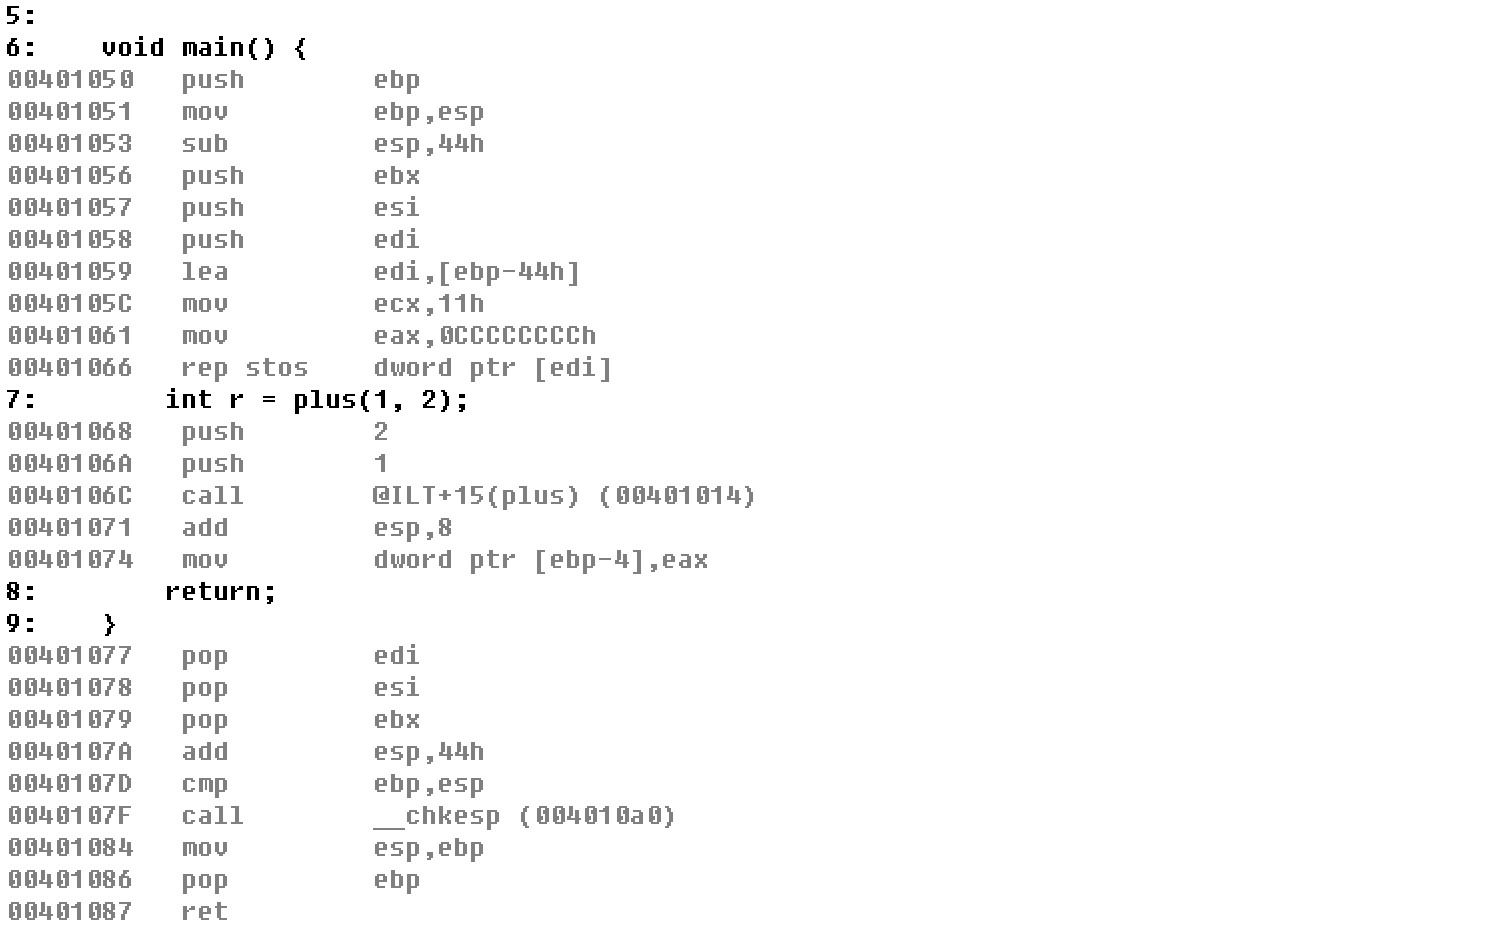 5:
6:    void main() {
00401050   push        ebp
00401051   mov         ebp,esp
00401053   sub         esp,44h
00401056   push        ebx
00401057   push        esi
00401058   push        edi
00401059   lea         edi,[ebp-44h]
0040105C   mov         ecx,11h
00401061   mov         eax,0CCCCCCCCh
00401066   rep stos    dword ptr [edi]
7:        int r = plus(1, 2);
00401068   push        2
0040106A   push        1
0040106C   call        @ILT+15(plus) (00401014)
00401071   add         esp,8
00401074   mov         dword ptr [ebp-4],eax
8:        return;
9:    }
00401077   pop         edi
00401078   pop         esi
00401079   pop         ebx
0040107A   add         esp,44h
0040107D   cmp         ebp,esp
0040107F   call        __chkesp (004010a0)
00401084   mov         esp,ebp
00401086   pop         ebp
00401087   ret